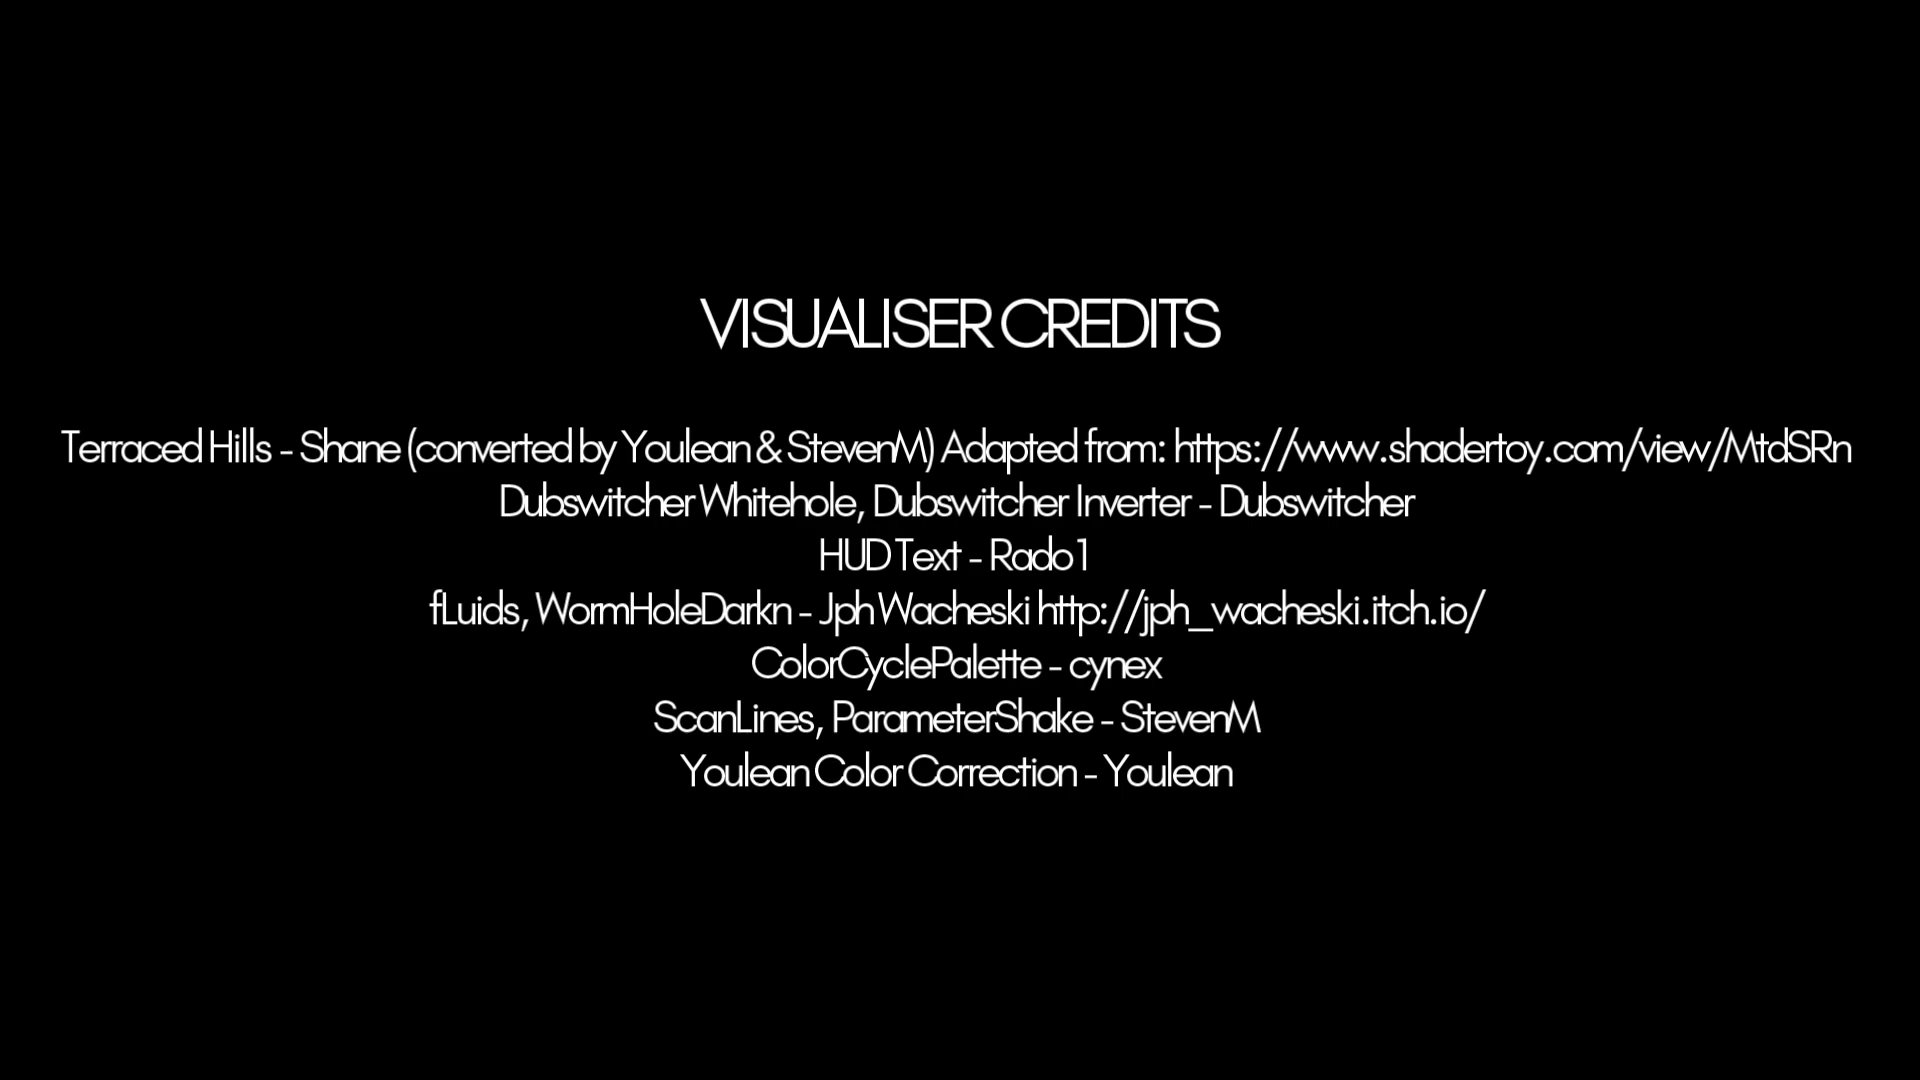 VISUALISER CREDITS
Terraced Hills - Shane (converted by Youlean & StevenM) Adapted from: https://www.shadertoy.com/view/MtdSRn
Dubswitcher Whitehole, Dubswitcher Inverter - Dubswitcher
HUD Text - Rado1
fLuids, WormHoleDarkn - Jph Wacheski http://jph_wacheski.itch.io/
ColorCyclePalette - cynex
ScanLines, ParameterShake - StevenM
Youlean Color Correction - Youlean